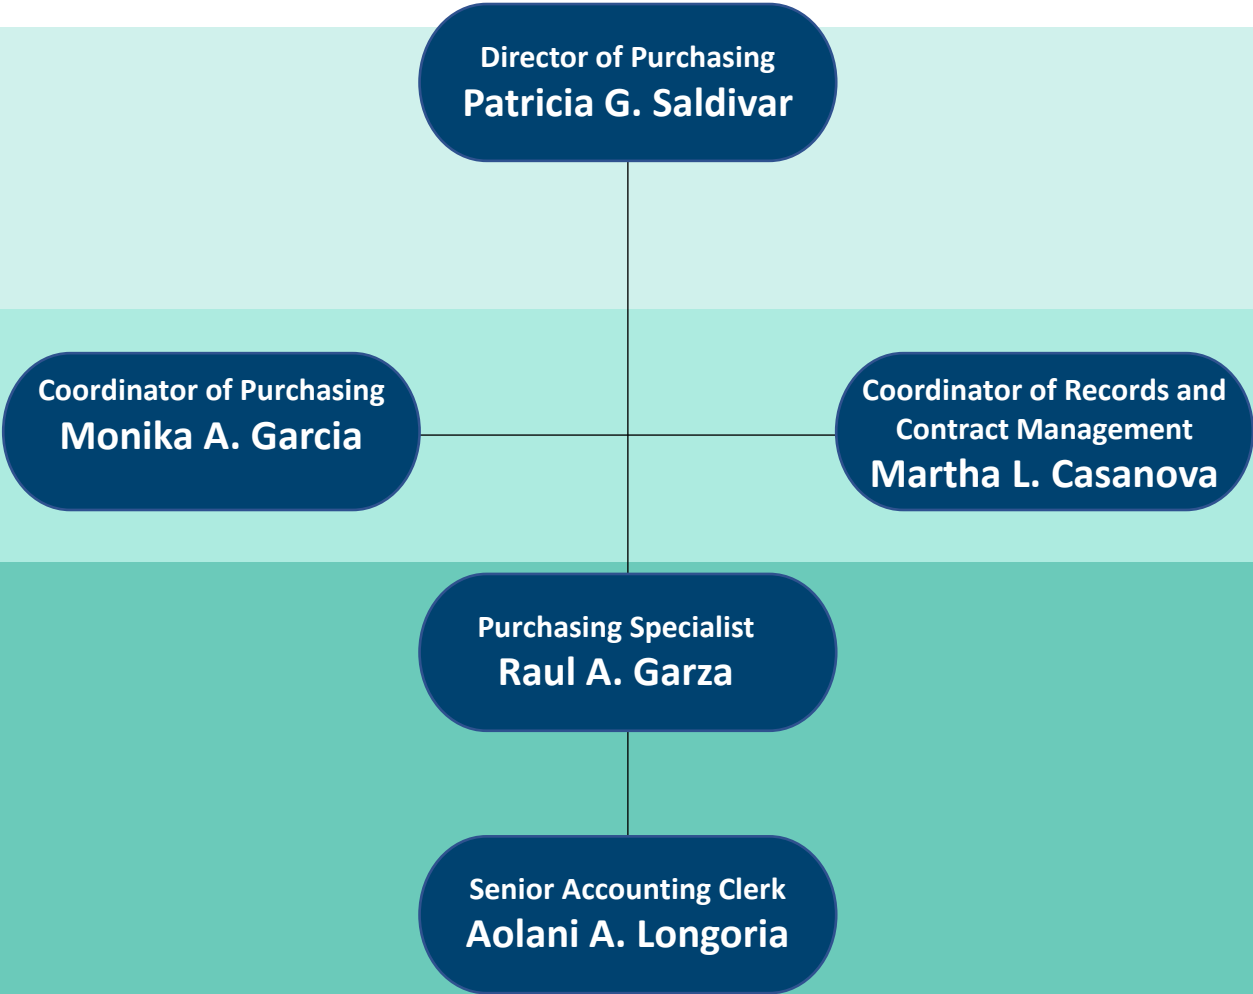 Director of Purchasing
Patricia G. Saldivar
Coordinator of Purchasing
Monika A. Garcia
Coordinator of Records and
Contract Management
Martha L. Casanova
Purchasing Specialist
Raul A. Garza
Senior Accounting Clerk
Aolani A. Longoria